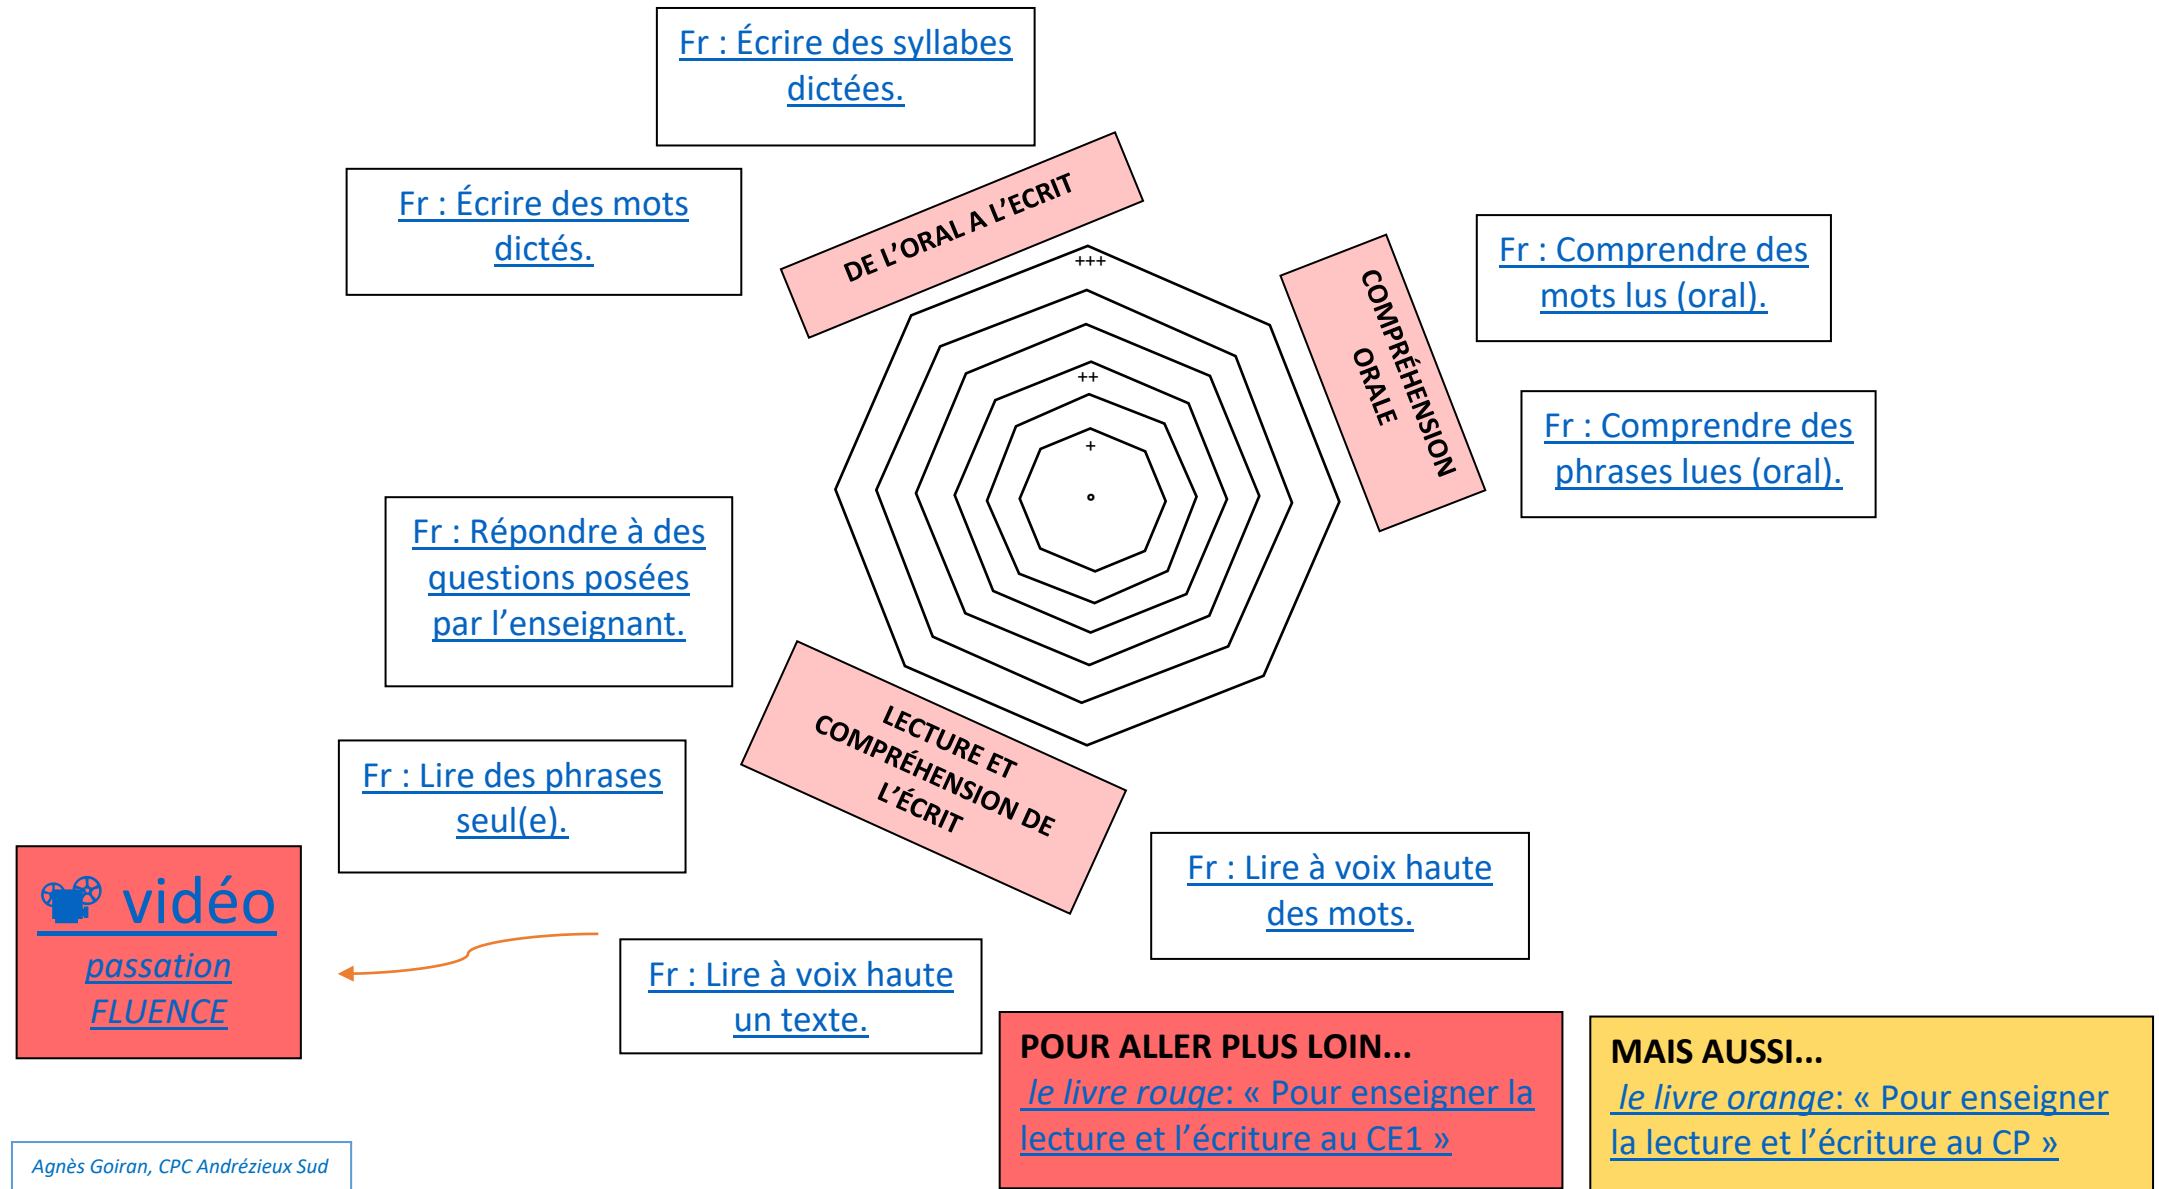 Fr : Écrire des syllabes
dictées.
Fr : Écrire des mots
dictés.
DE L’ORAL A L’ECRIT
+++
++
+
COMPRÉHENSION
ORALE
Fr : Comprendre des
mots lus (oral).
Fr : Comprendre des
phrases lues (oral).
Fr : Répondre à des
questions posées
par l’enseignant.
LECTURE ET
COMPRÉHENSION DE
L’ÉCRIT
Fr : Lire des phrases
seul(e).
Fr : Lire à voix haute
des mots.
vidéo
passation
FLUENCE
Fr : Lire à voix haute
un texte.
POUR ALLER PLUS LOIN...
le livre rouge: « Pour enseigner la
lecture et l’écriture au CE1 »
MAIS AUSSI...
le livre orange: « Pour enseigner
la lecture et l’écriture au CP »
Agnès Goiran, CPC Andrézieux Sud